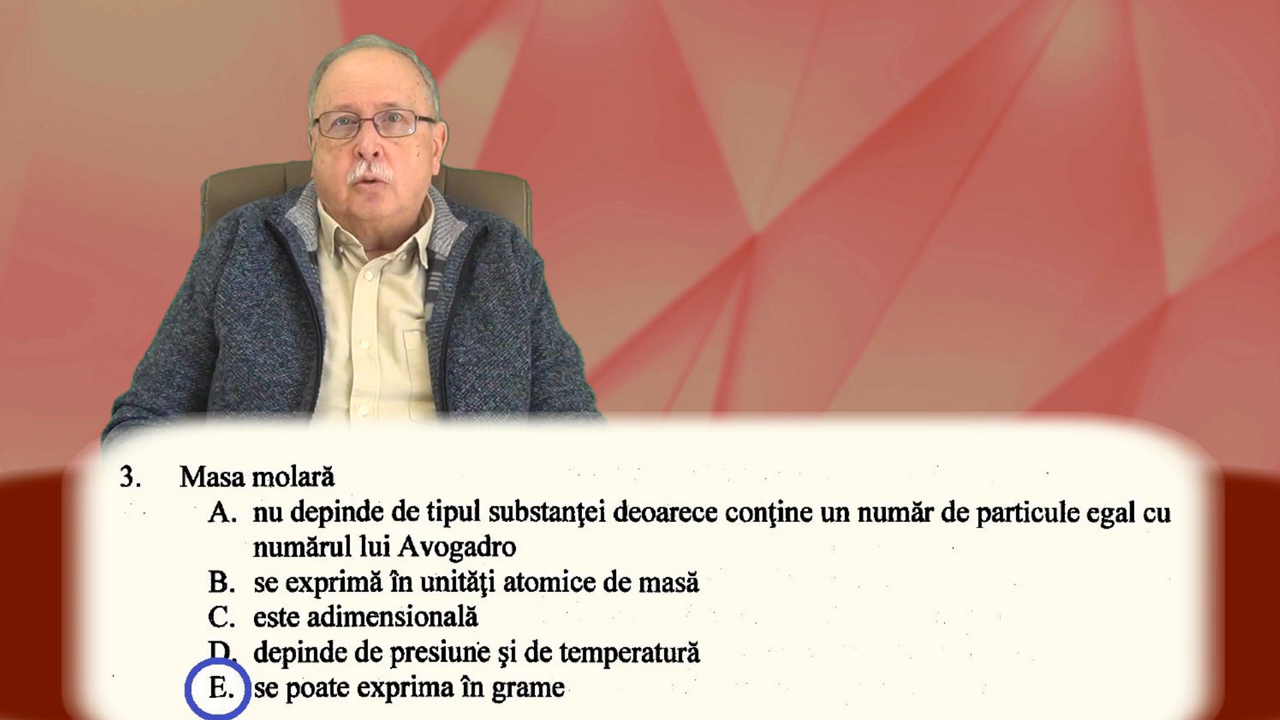 3. Masa molară
A. nu depinde de tipul substanţei deoarece conţine un număr de particule egal cu
numărul lui Avogadro
B. se exprimă în unităţi atomice de masă
C. este adimensională
D. depinde de presiune şi de temperatură
E. se poate exprima în grame